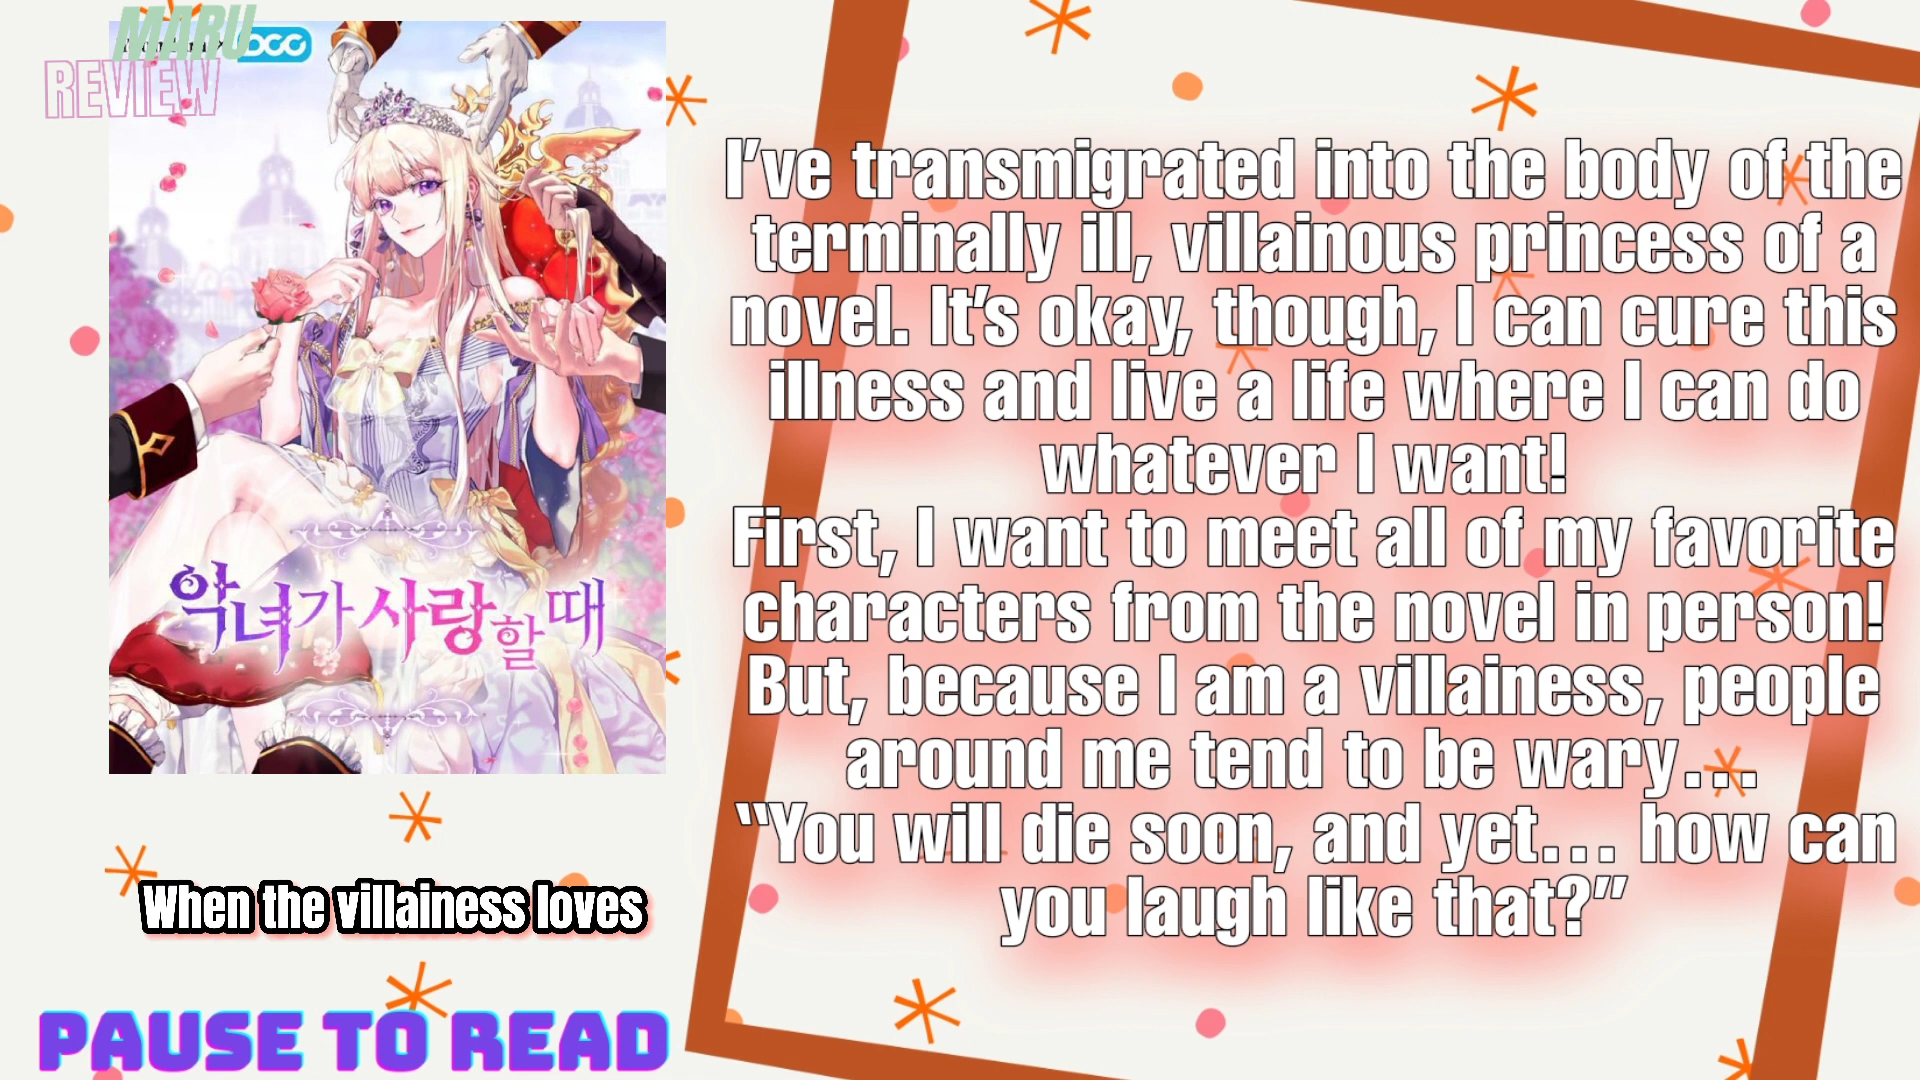 MARU
REVIEW
악녀가 사랑할 때
When the villainess loves
PAUSE TO READ
I’ve transmigrated into the body of the
terminally ill, villainous princess of a
novel. It’s okay, though, I can cure this
illness and live a life where I can do
whatever I want!
First, I want to meet all of my favorite
characters from the novel in person!
But, because I am a villainess, people
around me tend to be wary…
“You will die soon, and yet… how can
you laugh like that?”